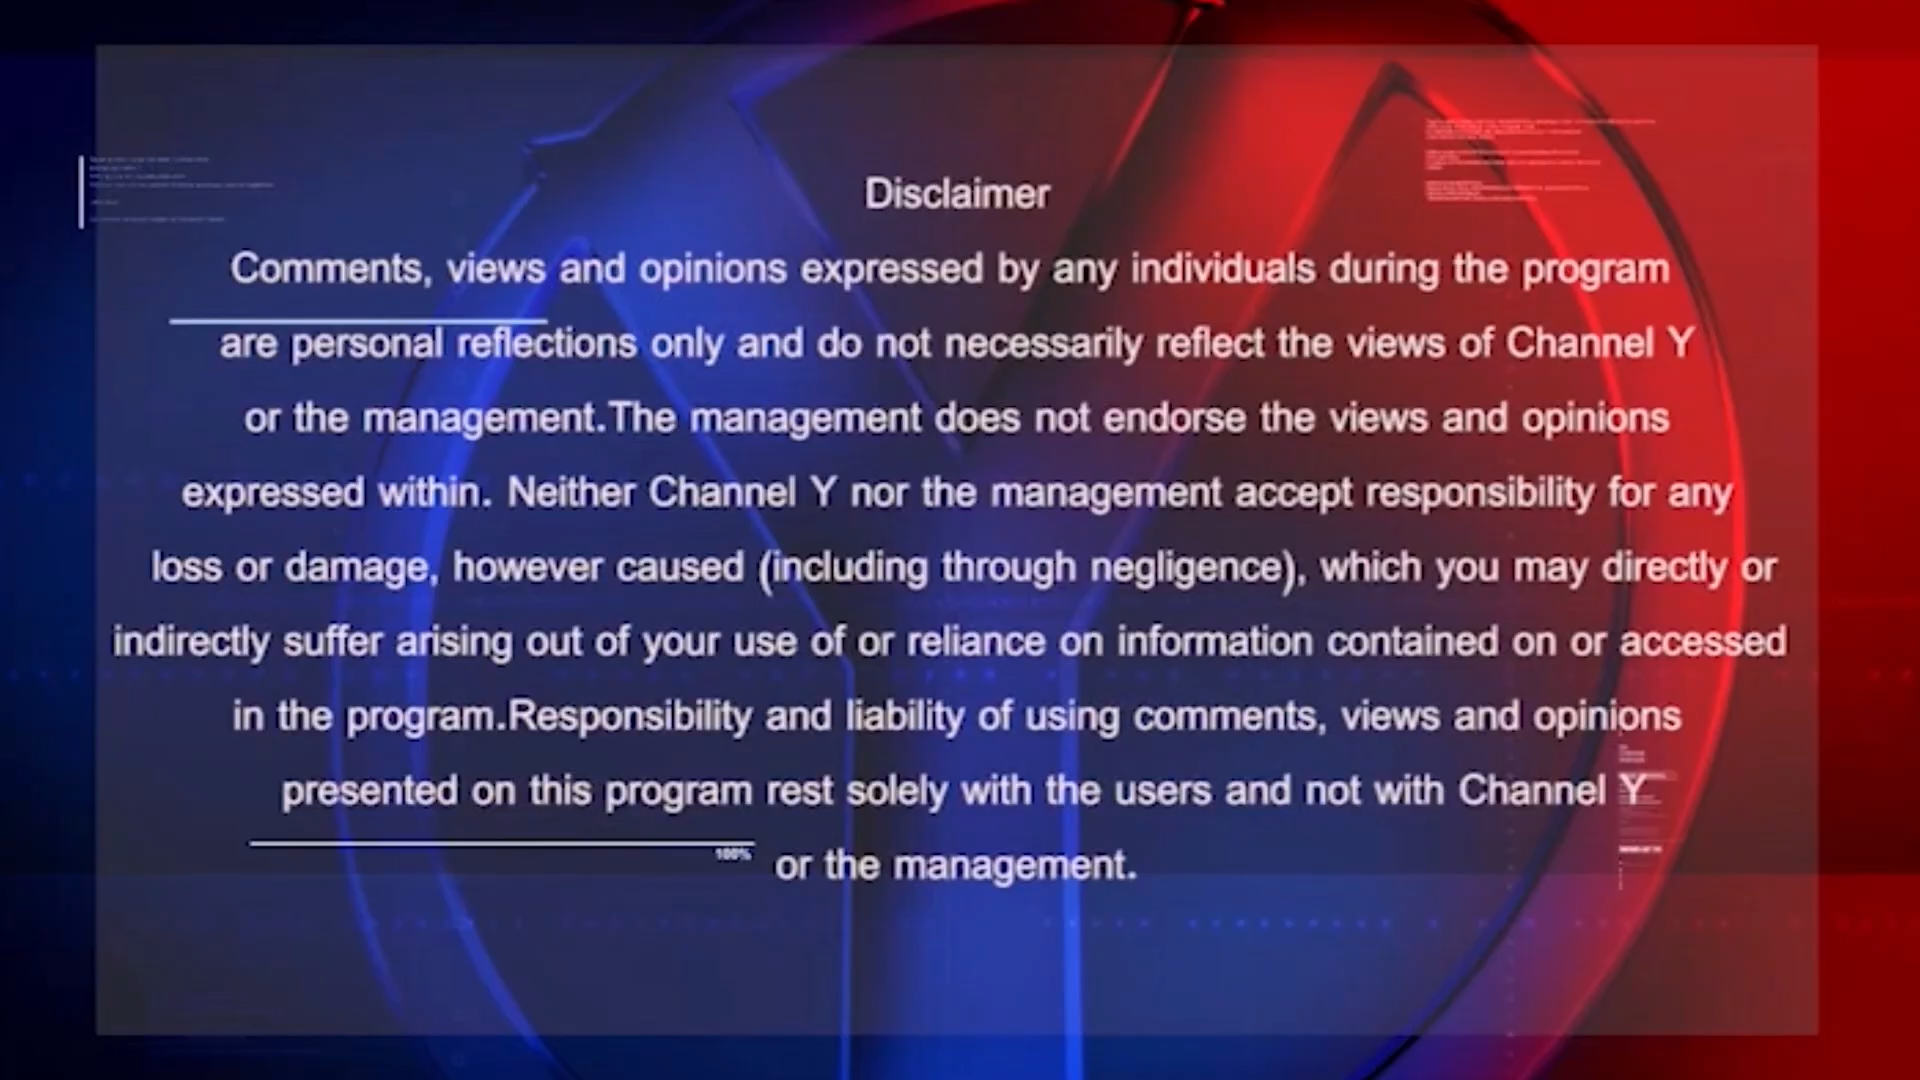 Disclaimer
Comments, views and opinions expressed by any individuals during the program
are personal reflections only and do not necessarily reflect the views of Channel Y
or the management.The management does not endorse the views and opinions
expressed within. Neither Channel Y nor the management accept responsibility for any
loss or damage, however caused (including through negligence), which you may directly or
indirectly suffer arising out of your use of or reliance on information contained on or accessed
in the program.Responsibility and liability of using comments, views and opinions
presented on this program rest solely with the users and not with Channel Y
100%
or the management.